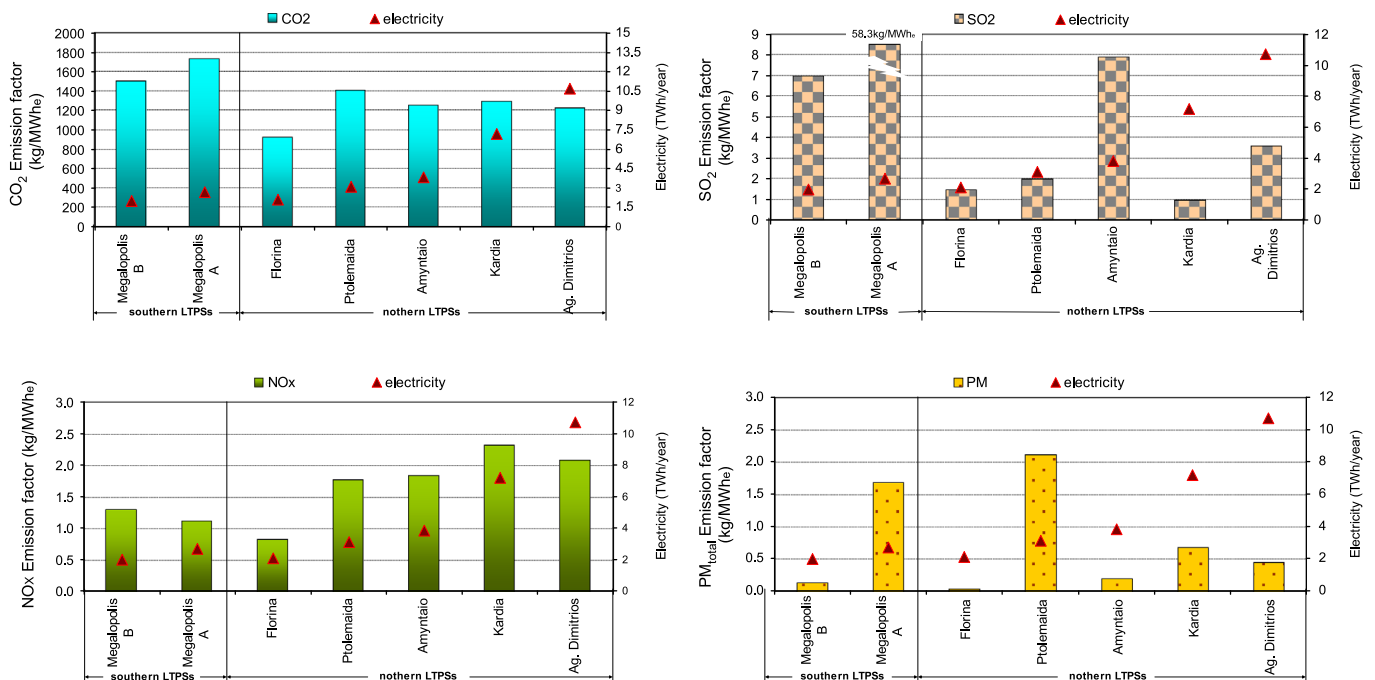 CO2 electricity
CO2 Emission factor
(kg/MWhe)
2000
1800
1600
1400
1200
1000
800
600
400
200
0
15
13.5
12
10.5
9
7.5
6
4.5
3
1.5
0
Electricity (TWh/year)
Megalopolis
B
Megalopolis
A
Florina
Ptolemaida
Amyntaio
Kardia
Ag. Dimitrios
southern LTPSs nothern LTPSs
SO2 electricity
SO2 Emission factor
(kg/MWhe)
58.3kg/MWhe
9
8
7
6
5
4
3
2
1
0
12
10
8
6
4
2
0
Electricity (TWh/year)
Megalopolis
B
Megalopolis
A
Florina
Ptolemaida
Amyntaio
Kardia
Ag.
Dimitrios
southern LTPSs nothern LTPSs
NOx electricity
NOx Emission factor (kg/MWhe)
3.0
2.5
2.0
1.5
1.0
0.5
0.0
12
10
8
6
4
2
0
Electricity (TWh/year)
Megalopolis
B
Megalopolis
A
Florina
Ptolemaida
Amyntaio
Kardia
Ag. Dimitrios
southern LTPSs nothern LTPSs
PM electricity
PMtotal Emission factor
(kg/MWhe)
3.0
2.5
2.0
1.5
1.0
0.5
0.0
12
10
8
6
4
2
0
Electricity (TWh/year)
Megalopolis
B
Megalopolis
A
Florina
Ptolemaida
Amyntaio
Kardia
Ag. Dimitrios
southern LTPSs nothern LTPSs